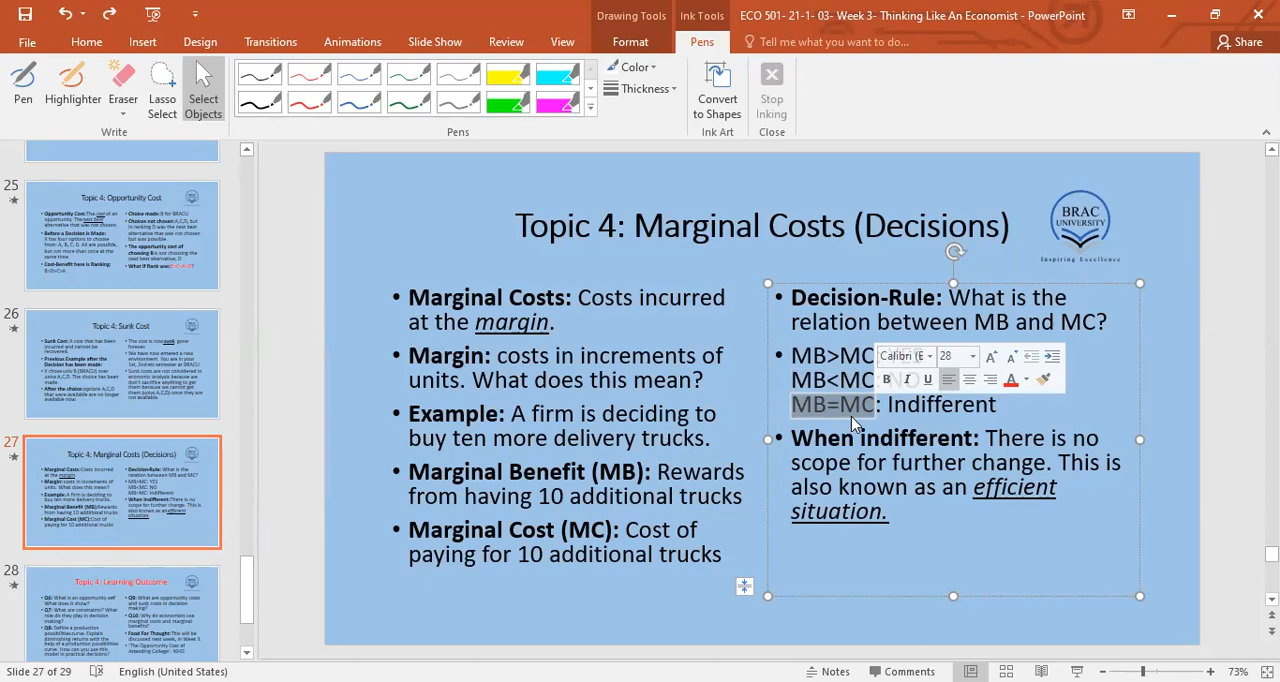 Drawing Tools
Ink Tools
ECO 501- 21-1- 03- Week 3- Thinking Like An Economist - PowerPoint
File
Home
Insert
Design
Transitions
Animations
Slide Show
Review
View
Format
Pens
Tell me what you want to do...
Share
Pen
Highlighter
Eraser
Lasso
Select
Select
Objects
Color
Thickness
Convert
to Shapes
Stop
Inking
Write
Pens
Ink Art
Close
25
Topic 4: Opportunity Cost
26
Topic 4: Sunk Cost
27
Topic 4: Marginal Costs (Decisions)
28
Topic 4: Learning Outcome
Topic 4: Marginal Costs (Decisions)
BRAC
UNIVERSITY
Inspiring Excellence
• Marginal Costs: Costs incurred
at the margin.
• Margin: costs in increments of
units. What does this mean?
• Example: A firm is deciding to
buy ten more delivery trucks.
• Marginal Benefit (MB): Rewards
from having 10 additional trucks
• Marginal Cost (MC): Cost of
paying for 10 additional trucks
• Decision-Rule: What is the
relation between MB and MC?
• MB>MC: YES
MB<MC: NO
MB=MC: Indifferent
• When indifferent: There is no
scope for further change. This is
also known as an efficient
situation.
Calibri (E
28
B I U
A
Slide 27 of 29
English (United States)
Notes
Comments
73%